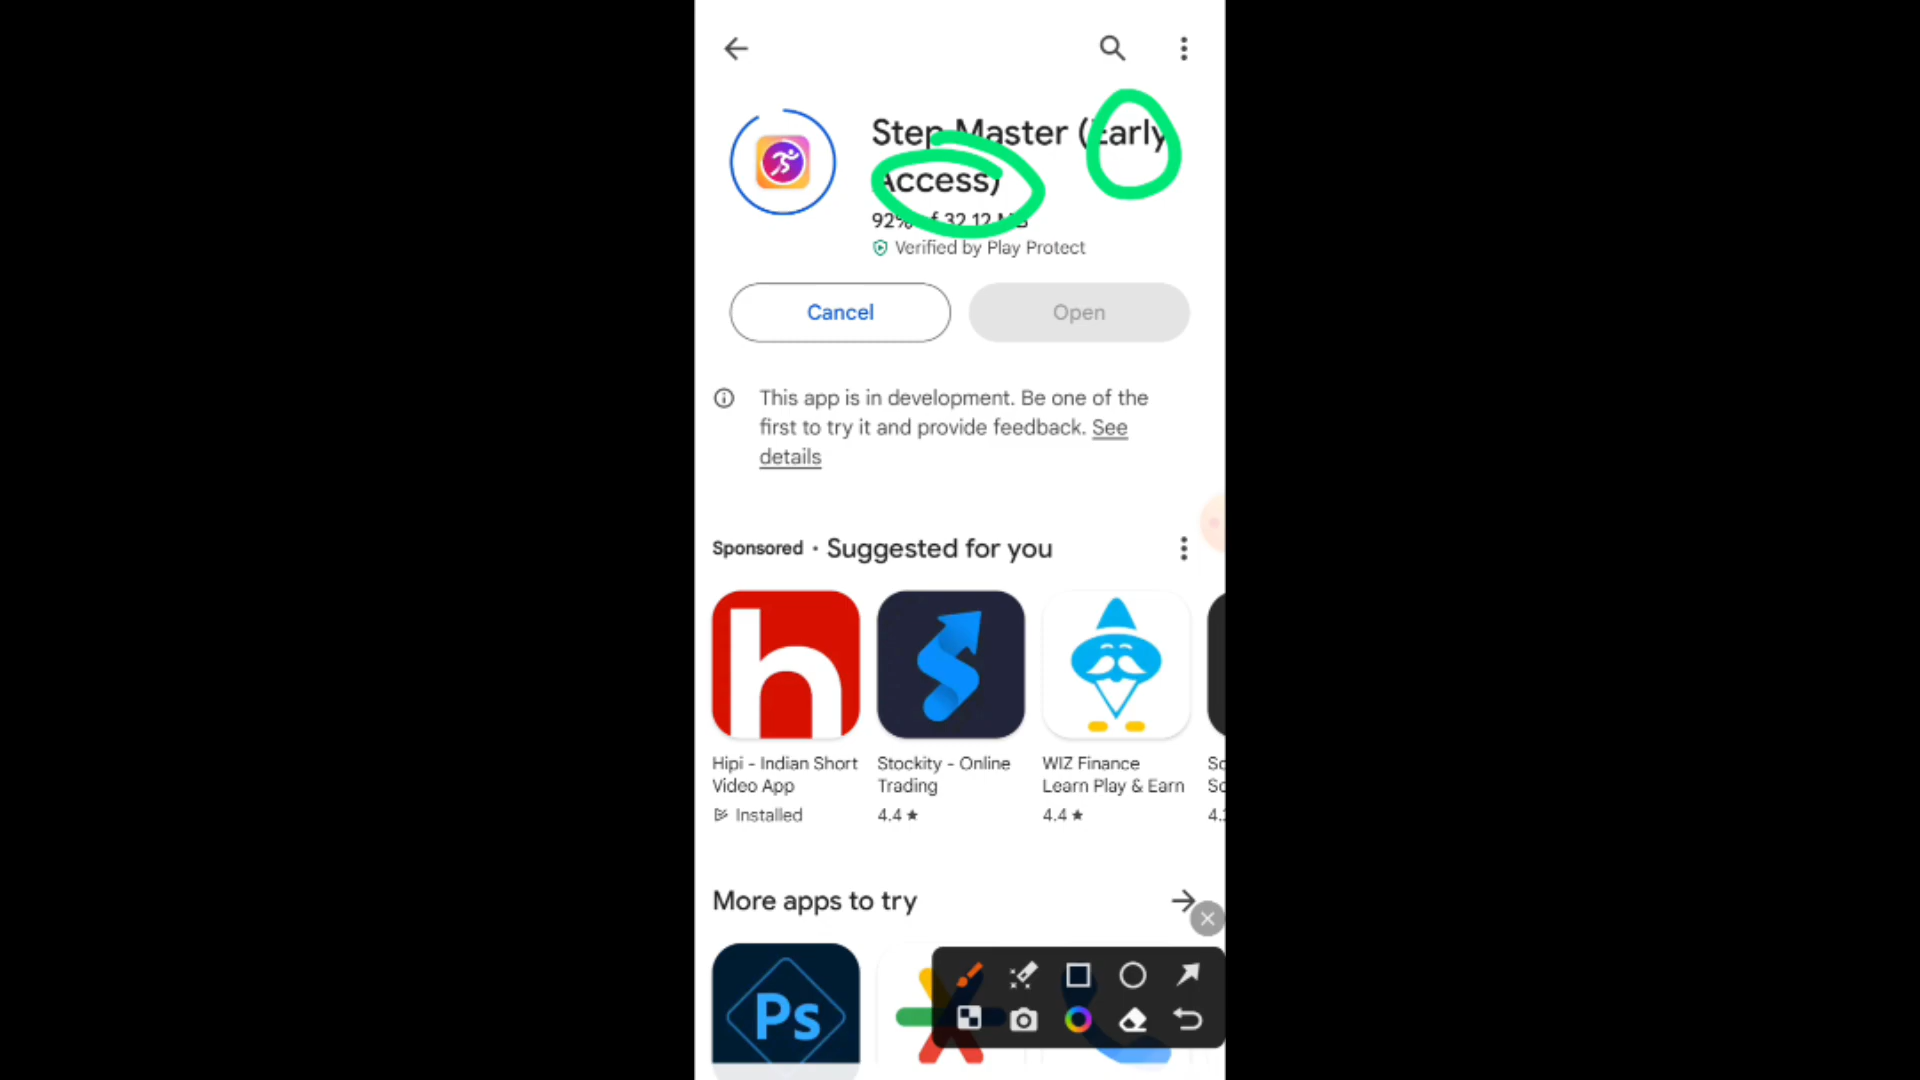 Step Master (Early
Access)
92% of 32.12 MB
Verified by Play Protect
Cancel
Open
This app is in development. Be one of the
first to try it and provide feedback. See
details
Sponsored • Suggested for you
h
Hipi - Indian Short
Video App
Installed
Stockity - Online
Trading
4.4 ★
WIZ Finance
Learn Play & Earn
4.4 ★
More apps to try
Ps